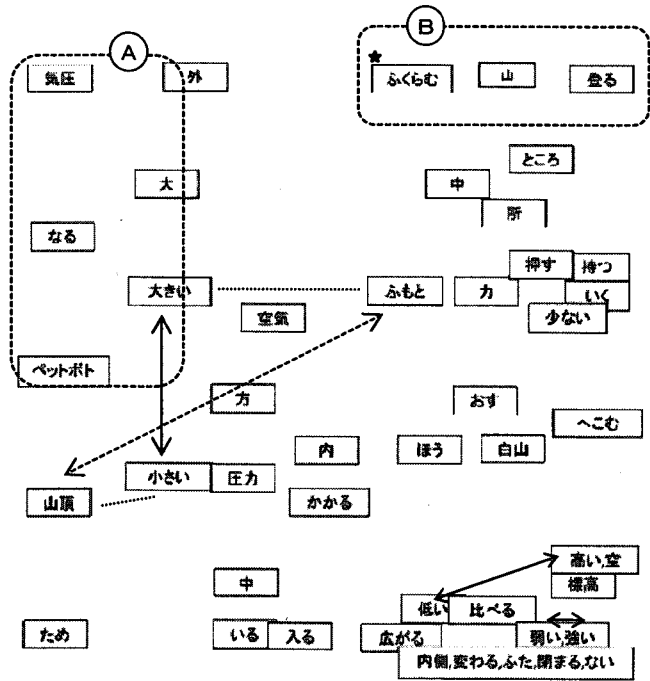 A
B
気圧
外
★
ふくらむ
山
登る
ところ
大
中
所
なる
押す
持つ
大きい
ふもと
力
いく
空気
少ない
ペットボト
方
おす
へこむ
内
ほう
白山
小さい
圧力
山頂
かかる
高い,空
標高
中
低い
比べる
ため
いる
入る
広がる
弱い,強い
内側,変わる,ふた,閉まる,ない